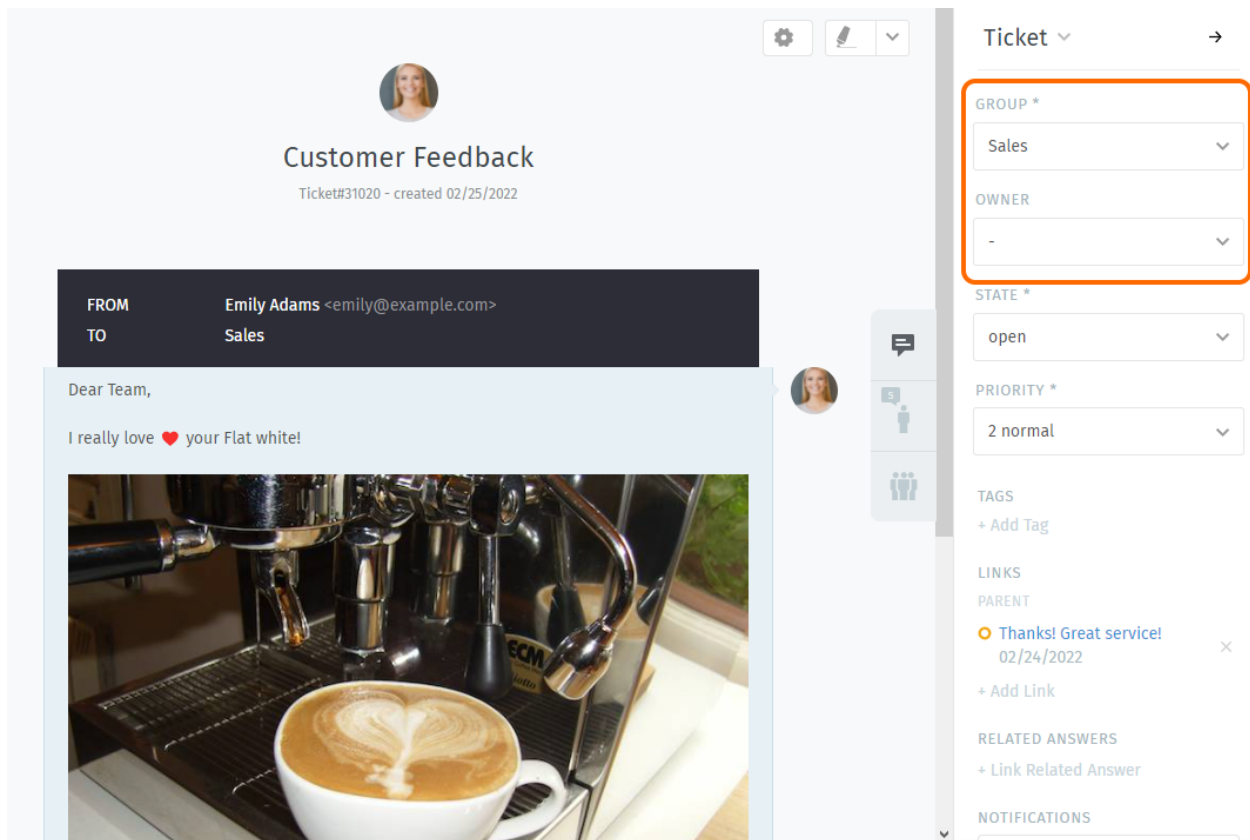 Customer Feedback
Ticket#31020 - created 02/25/2022
FROM Emily Adams <emily@example.com>
TO Sales
Dear Team,
I really love ❤ your Flat white!
ECM
5
Ticket
GROUP *
Sales
OWNER
-
STATE *
open
PRIORITY *
2 normal
TAGS
+ Add Tag
LINKS
PARENT
Thanks! Great service!
02/24/2022
+ Add Link
RELATED ANSWERS
+ Link Related Answer
NOTIFICATIONS